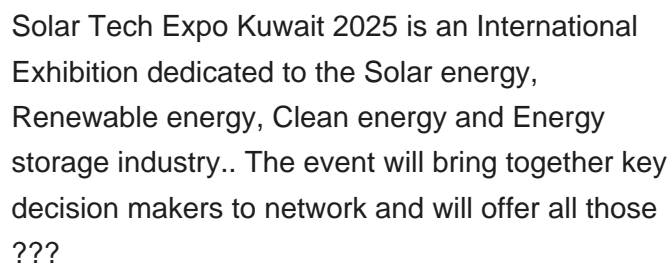 Solar Tech Expo Kuwait 2025 is an International
Exhibition dedicated to the Solar energy,
Renewable energy, Clean energy and Energy
storage industry.. The event will bring together key
decision makers to network and will offer all those
???